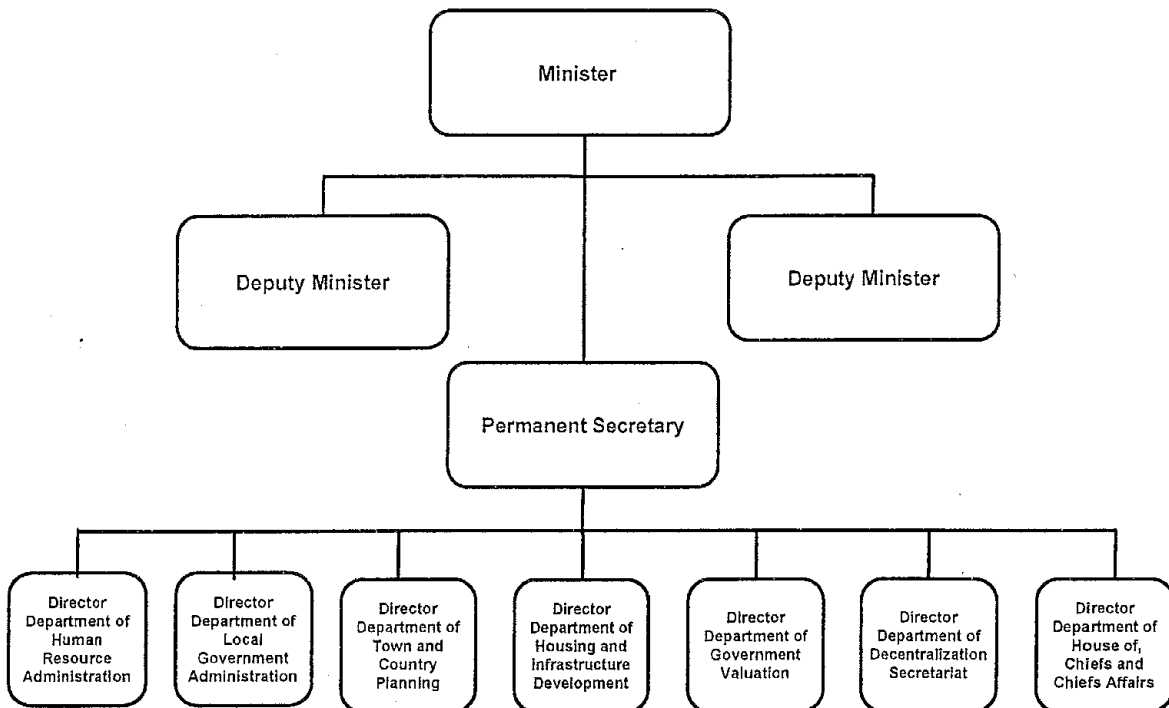 Minister
Deputy Minister
Deputy Minister
Permanent Secretary
Director
Department of
Human
Resource
Administration
Director
Department of
Local
Government
Administration
Director
Department of
Town and
Country
Planning
Director
Department of
Housing and
Infrastructure
Development
Director
Department of
Government
Valuation
Director
Department of
Decentralization
Secretariat
Director
Department of
House of,
Chiefs and
Chiefs Affairs